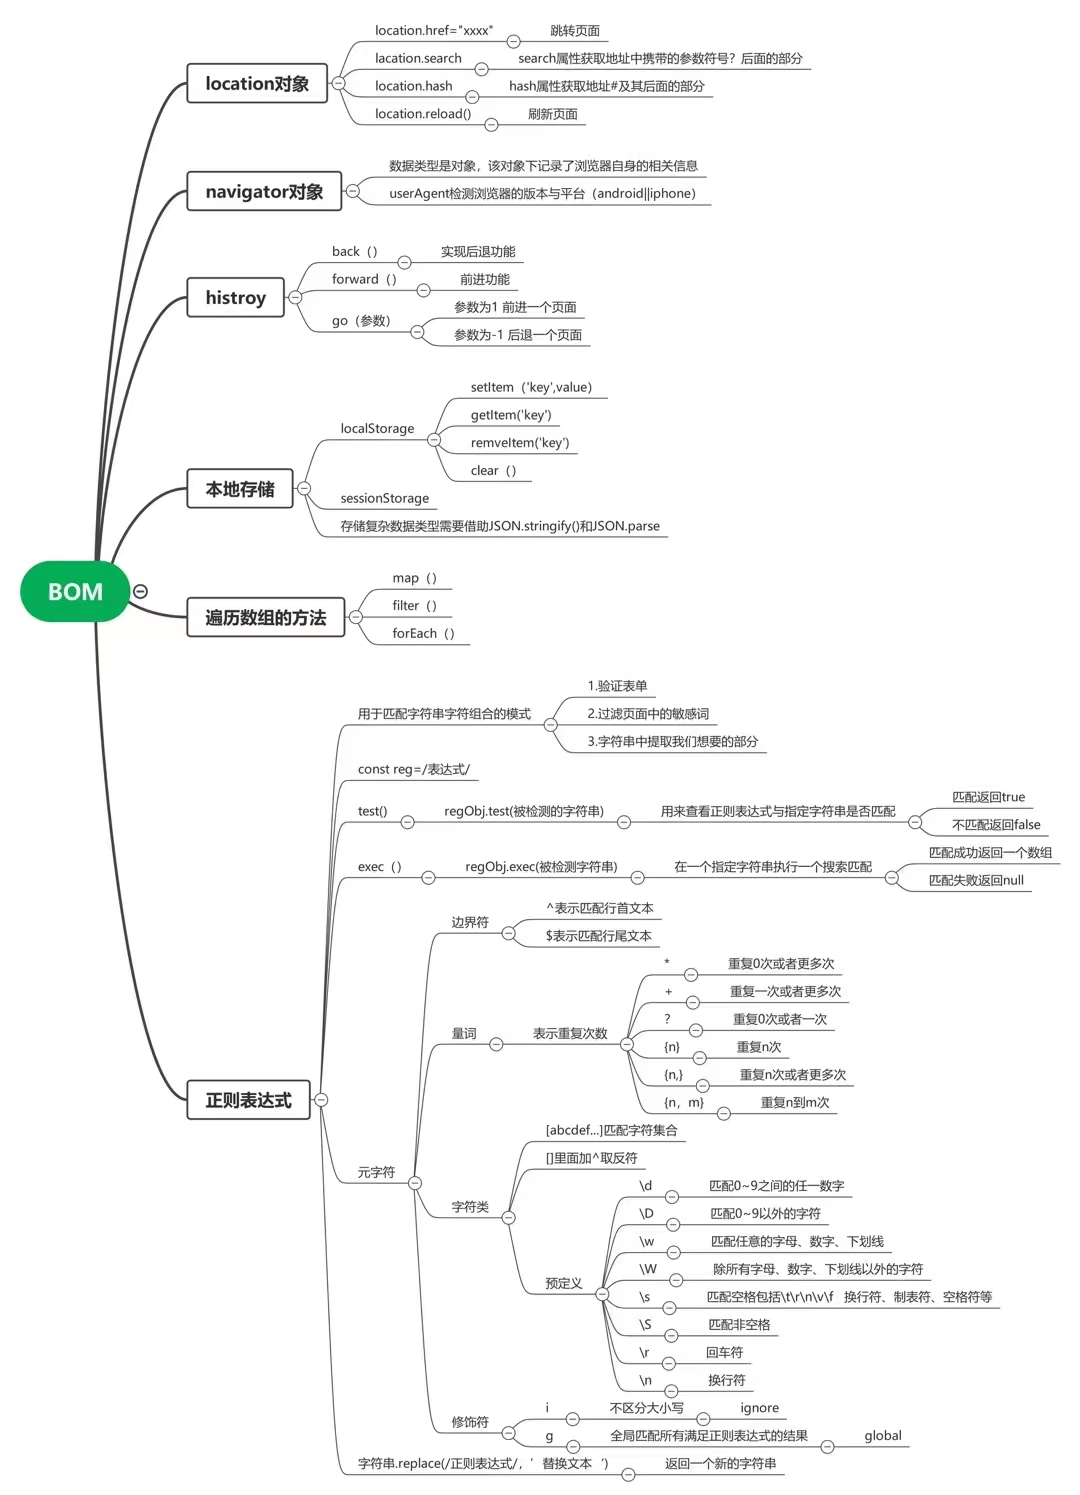 BOM
location对象
location.href="xxxx"
跳转页面
lacation.search
search属性获取地址中携带的参数符号？后面的部分
location.hash
hash属性获取地址#及其后面的部分
location.reload()
刷新页面
navigator对象
数据类型是对象，该对象下记录了浏览器自身的相关信息
userAgent检测浏览器的版本与平台（android||iphone）
histroy
back（）
实现后退功能
forward（）
前进功能
go（参数）
参数为1 前进一个页面
参数为-1 后退一个页面
本地存储
localStorage
setItem（'key',value）
getItem('key')
remveItem('key')
clear（）
sessionStorage
存储复杂数据类型需要借助JSON.stringify()和JSON.parse
遍历数组的方法
map（）
filter（）
forEach（）
正则表达式
用于匹配字符串字符组合的模式
1.验证表单
2.过滤页面中的敏感词
3.字符串中提取我们想要的部分
const reg=/表达式/
test()
regObj.test(被检测的字符串)
用来查看正则表达式与指定字符串是否匹配
匹配返回true
不匹配返回false
exec（）
regObj.exec(被检测字符串)
在一个指定字符串执行一个搜索匹配
匹配成功返回一个数组
匹配失败返回null
元字符
边界符
^表示匹配行首文本
$表示匹配行尾文本
量词
表示重复次数
*
重复0次或者更多次
+
重复一次或者更多次
?
重复0次或者一次
{n}
重复n次
{n,}
重复n次或者更多次
{n，m}
重复n到m次
字符类
[abcdef...]匹配字符集合
[]里面加^取反符
预定义
\d
匹配0~9之间的任一数字
\D
匹配0~9以外的字符
\w
匹配任意的字母、数字、下划线
\W
除所有字母、数字、下划线以外的字符
\s
匹配空格包括\t\r\n\v\f 换行符、制表符、空格符等
\S
匹配非空格
\r
回车符
\n
换行符
修饰符
i
不区分大小写
ignore
g
全局匹配所有满足正则表达式的结果
global
字符串.replace(/正则表达式/，’替换文本‘)
返回一个新的字符串